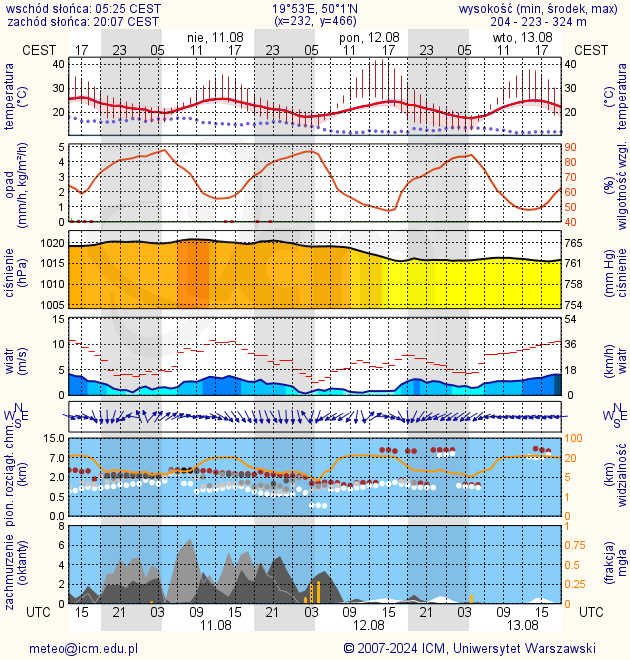 wschód słońca: 05:25 CEST 19°53'E, 50°1'N wysokość (min, środek, max)
zachód słońca: 20:07 CEST (x=232, y=466) 204 - 223 - 324 m
nie, 11.08 pon, 12.08 wto, 13.08
CEST 17 23 05 11 17 23 05 11 17 23 05 11 17 CEST
temperatura (°C) 40 30 20 40 30 20 temperatura (°C)
opad (mm/h, kg/m²/h) 5 4 3 2 1 0 90 80 70 60 50 40 (%) wilgotność wzgl.
ciśnienie (hPa) 1020 1015 1010 1005 765 761 758 754 (mm Hg) ciśnienie
wiatr (m/s) 15 10 5 0 54 36 18 0 (km/h) wiatr
N W E S N W E S
pion. rozciągł. chm. (km) 15.0 7.0 2.0 0.5 0.0 100 20 5 1 0 (km) widzialność
zachmurzenie (oktanty) 8 6 4 2 0 1 0.75 0.5 0.25 0 (frakcja) mgła
UTC 15 21 03 09 15 21 03 09 15 21 03 09 15 UTC
11.08 12.08 13.08
meteo@icm.edu.pl © 2007-2024 ICM, Uniwersytet Warszawski